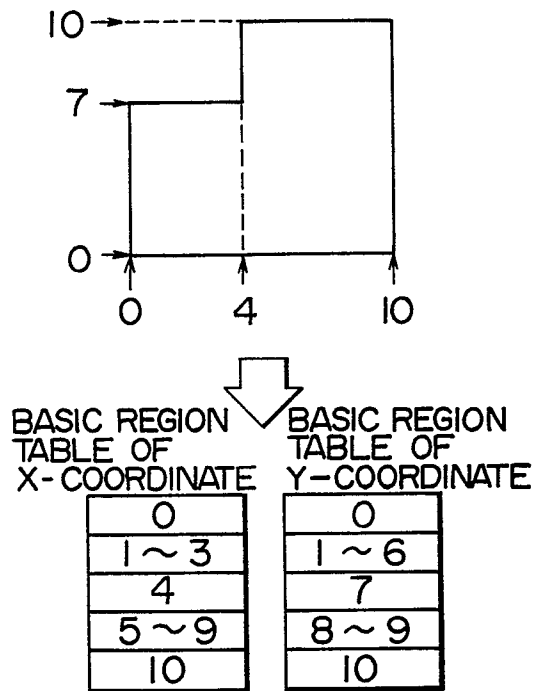 10
7
0
0 4 10
BASIC REGION
TABLE OF
X-COORDINATE
0
1 ~ 3
4
5 ~ 9
10
BASIC REGION
TABLE OF
Y-COORDINATE
0
1 ~ 6
7
8 ~ 9
10